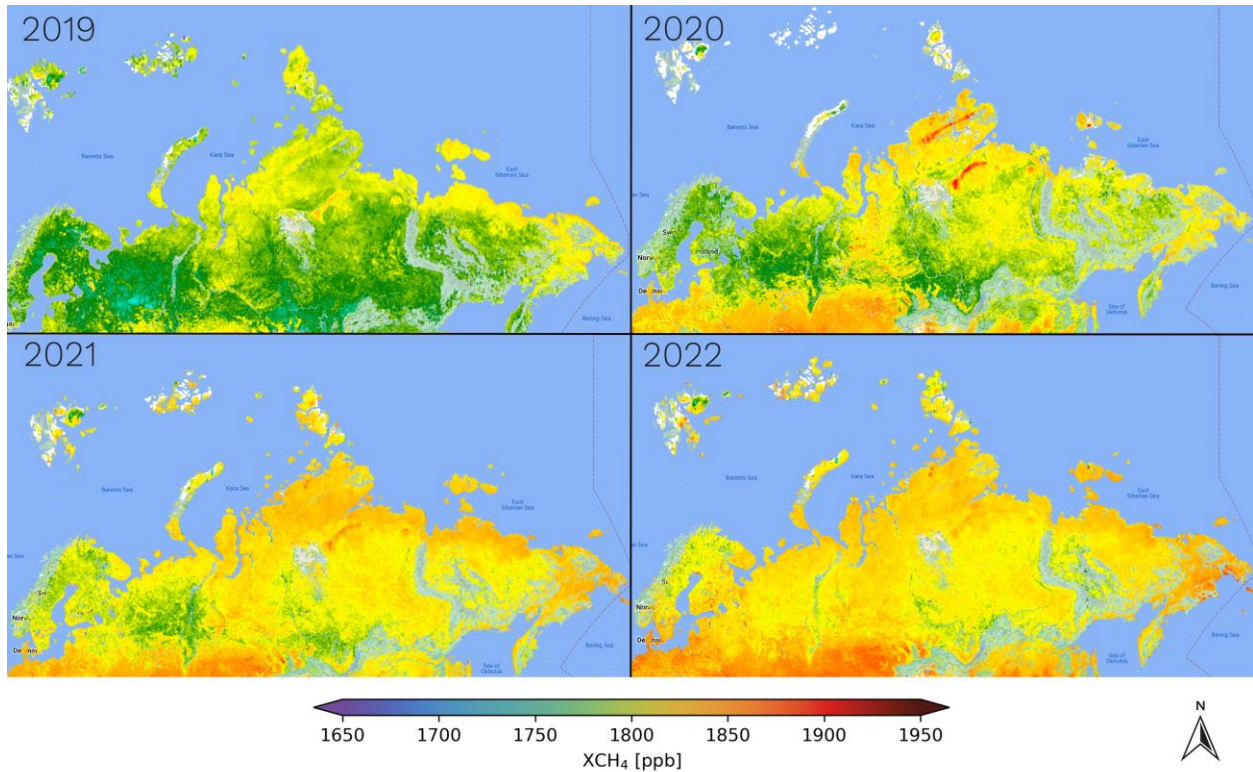 2019
Barents Sea
Kara Sea
East
Siberian Sea
Bering Sea
2020
Barents Sea
Kara Sea
East
Siberian Sea
Bering Sea
Sea of
Okhotsk
2021
Barents Sea
Kara Sea
East
Siberian Sea
Bering Sea
Sea of
Okhotsk
2022
Barents Sea
Kara Sea
East
Siberian Sea
Bering Sea
Sea of
Okhotsk
1650 1700 1750 1800 1850 1900 1950
XCH₄ [ppb]
N